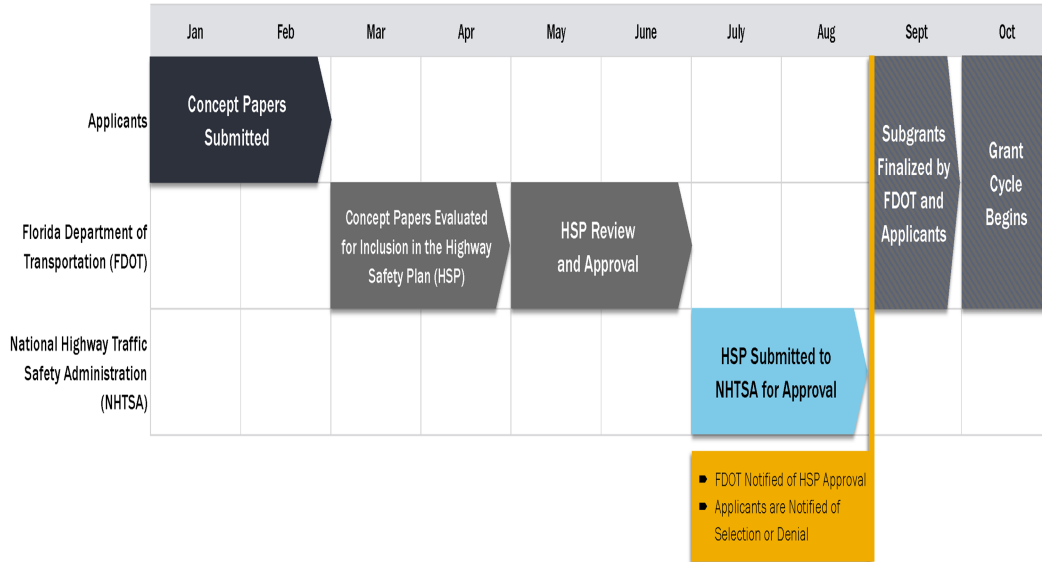 Jan Feb Mar Apr May June July Aug Sept Oct
Applicants
Concept Papers
Submitted
Florida Department of
Transportation (FDOT)
Concept Papers Evaluated
for Inclusion in the Highway
Safety Plan (HSP)
HSP Review
and Approval
Subgrants
Finalized by
FDOT and
Applicants
Grant
Cycle
Begins
National Highway Traffic
Safety Administration
(NHTSA)
HSP Submitted to
NHTSA for Approval
FDOT Notified of HSP Approval
Applicants are Notified of
Selection or Denial